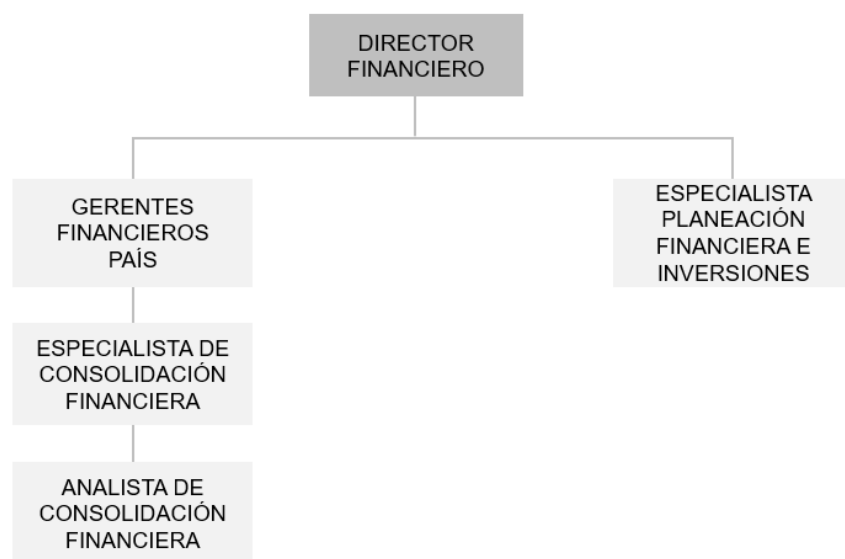 DIRECTOR
FINANCIERO
GERENTES
FINANCIEROS
PAÍS
ESPECIALISTA
PLANEACIÓN
FINANCIERA E
INVERSIONES
ESPECIALISTA DE
CONSOLIDACIÓN
FINANCIERA
ANALISTA DE
CONSOLIDACIÓN
FINANCIERA